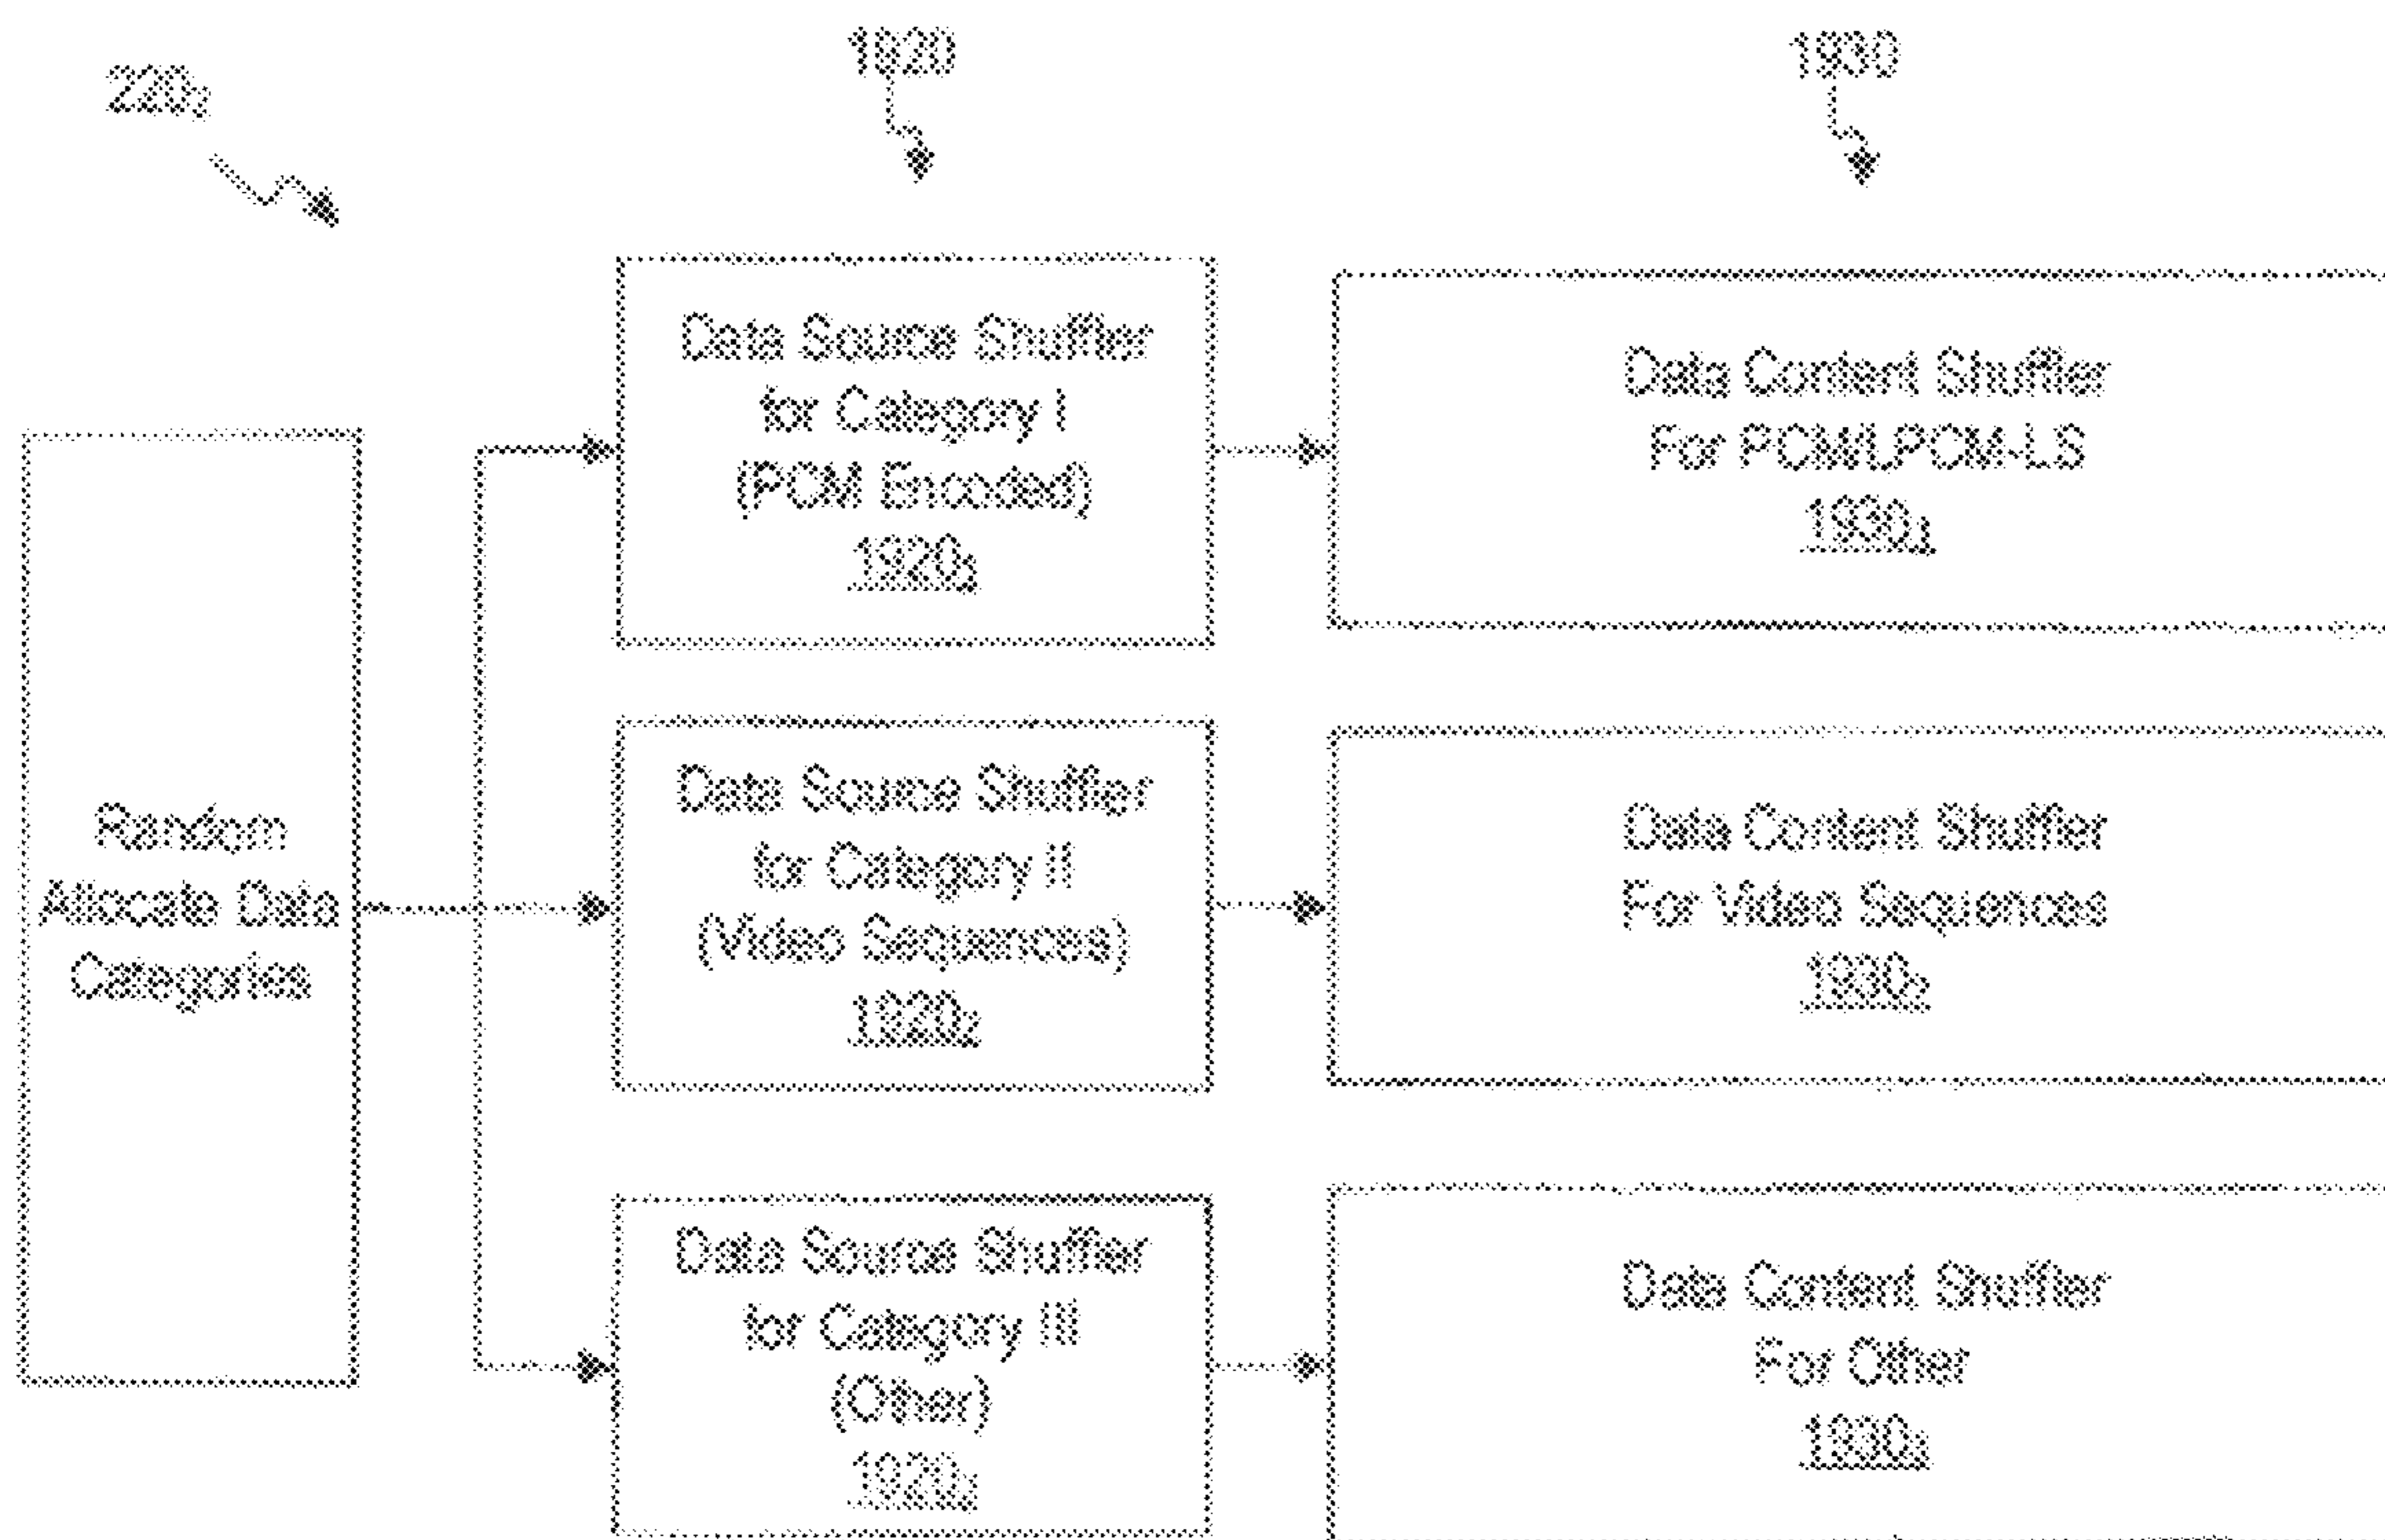 1920
1930
220
Random
Allocate Data
Categories
Data Source Shuffler
for Category I
(PCM Encoded)
1920₁
Data Content Shuffler
For PCM/LPCM-LS
1930₁
Data Source Shuffler
for Category II
(Video Sequences)
1920₂
Data Content Shuffler
For Video Sequences
1930₂
Data Source Shuffler
for Category III
(Other)
1920₃
Data Content Shuffler
For Other
1930₃